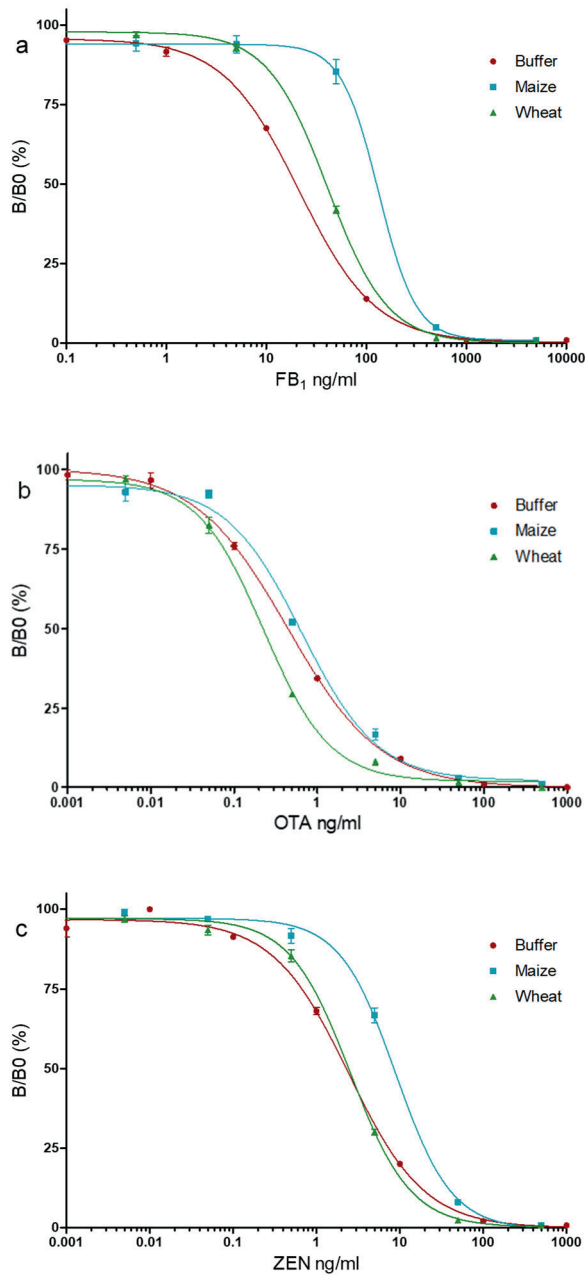 a
100
75
50
25
0
B/B0 (%)
0.1 1 10 100 1000 10000
FB₁ ng/ml
Buffer
Maize
Wheat
b
100
75
50
25
0
B/B0 (%)
0.001 0.01 0.1 1 10 100 1000
OTA ng/ml
Buffer
Maize
Wheat
c
100
75
50
25
0
B/B0 (%)
0.001 0.01 0.1 1 10 100 1000
ZEN ng/ml
Buffer
Maize
Wheat